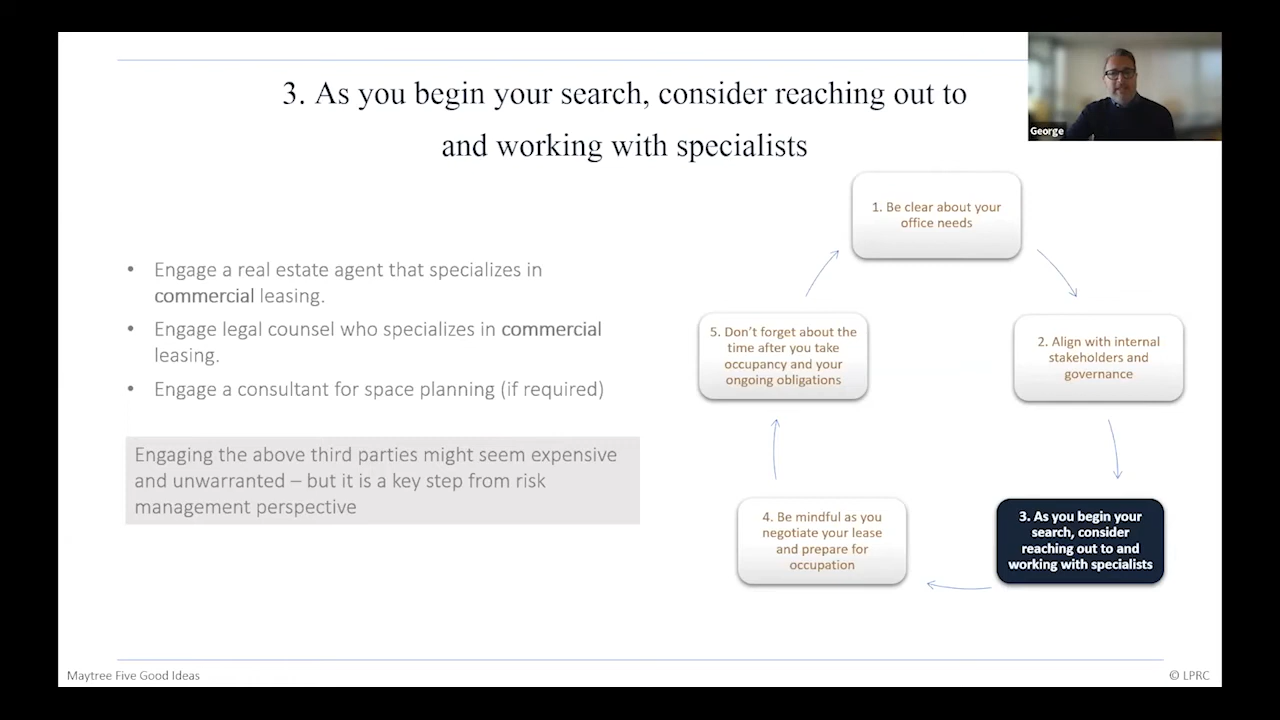 3. As you begin your search, consider reaching out to
and working with specialists
George
• Engage a real estate agent that specializes in
commercial leasing.
• Engage legal counsel who specializes in commercial
leasing.
• Engage a consultant for space planning (if required)
Engaging the above third parties might seem expensive
and unwarranted – but it is a key step from risk
management perspective
1. Be clear about your
office needs
2. Align with internal
stakeholders and
governance
3. As you begin your
search, consider
reaching out to and
working with specialists
4. Be mindful as you
negotiate your lease
and prepare for
occupation
5. Don’t forget about the
time after you take
occupancy and your
ongoing obligations
Maytree Five Good Ideas
© LPRC